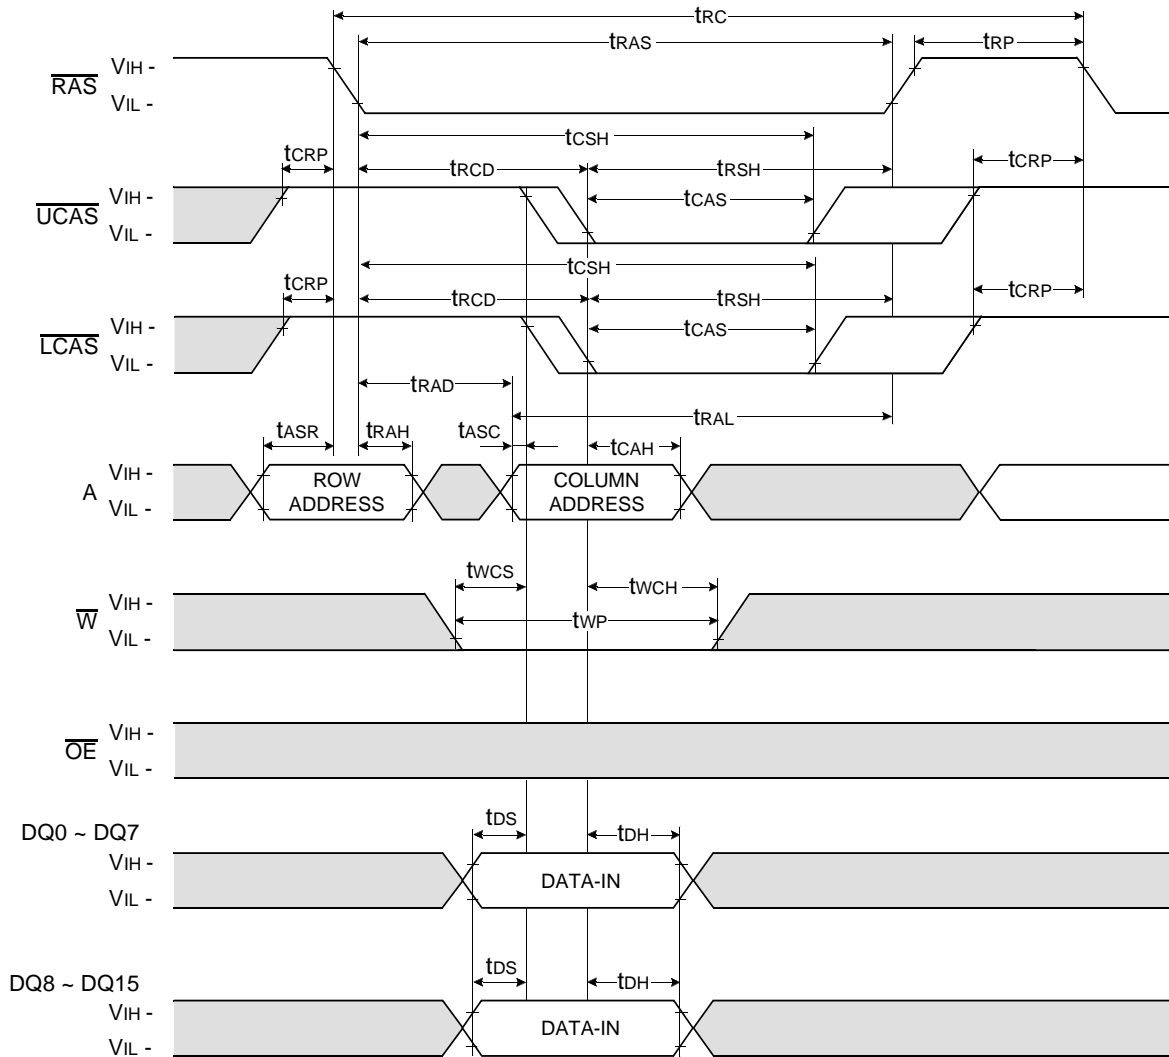 tRC
tRAS
tRP
RAS
VIH -
VIL -
tCSH
tCRP
tRCD
tRSH
tCRP
UCAS
VIH -
VIL -
tCAS
tCSH
tCRP
tRCD
tRSH
tCRP
LCAS
VIH -
VIL -
tCAS
tRAD
tRAL
tASR
tRAH
tASC
tCAH
A
VIH -
VIL -
ROW
ADDRESS
COLUMN
ADDRESS
tWCS
tWCH
W
VIH -
VIL -
tWP
OE
VIH -
VIL -
DQ0 ~ DQ7
tDS
tDH
VIH -
VIL -
DATA-IN
DQ8 ~ DQ15
tDS
tDH
VIH -
VIL -
DATA-IN